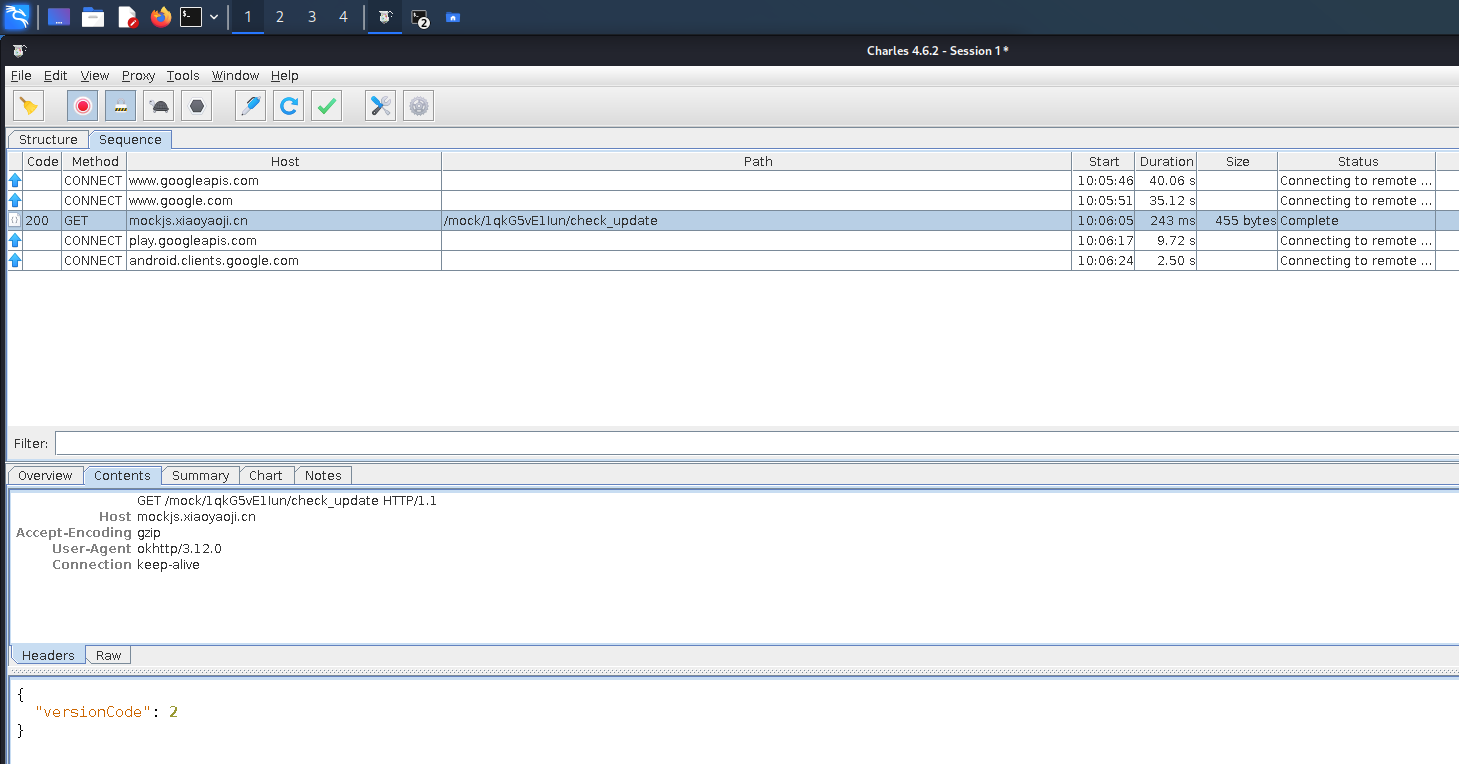 1 2 3 4 2
Charles 4.6.2 - Session 1 *
File Edit View Proxy Tools Window Help
Structure Sequence
Code Method Host Path Start Duration Size Status
CONNECT www.googleapis.com 10:05:46 40.06 s Connecting to remote ...
CONNECT www.google.com 10:05:51 35.12 s Connecting to remote ...
200 GET mockjs.xiaoyaoji.cn /mock/1qkG5vE1Iun/check_update 10:06:05 243 ms 455 bytes Complete
CONNECT play.googleapis.com 10:06:17 9.72 s Connecting to remote ...
CONNECT android.clients.google.com 10:06:24 2.50 s Connecting to remote ...
Filter:
Overview Contents Summary Chart Notes
GET /mock/1qkG5vE1Iun/check_update HTTP/1.1
Host mockjs.xiaoyaoji.cn
Accept-Encoding gzip
User-Agent okhttp/3.12.0
Connection keep-alive
Headers Raw
{
"versionCode": 2
}